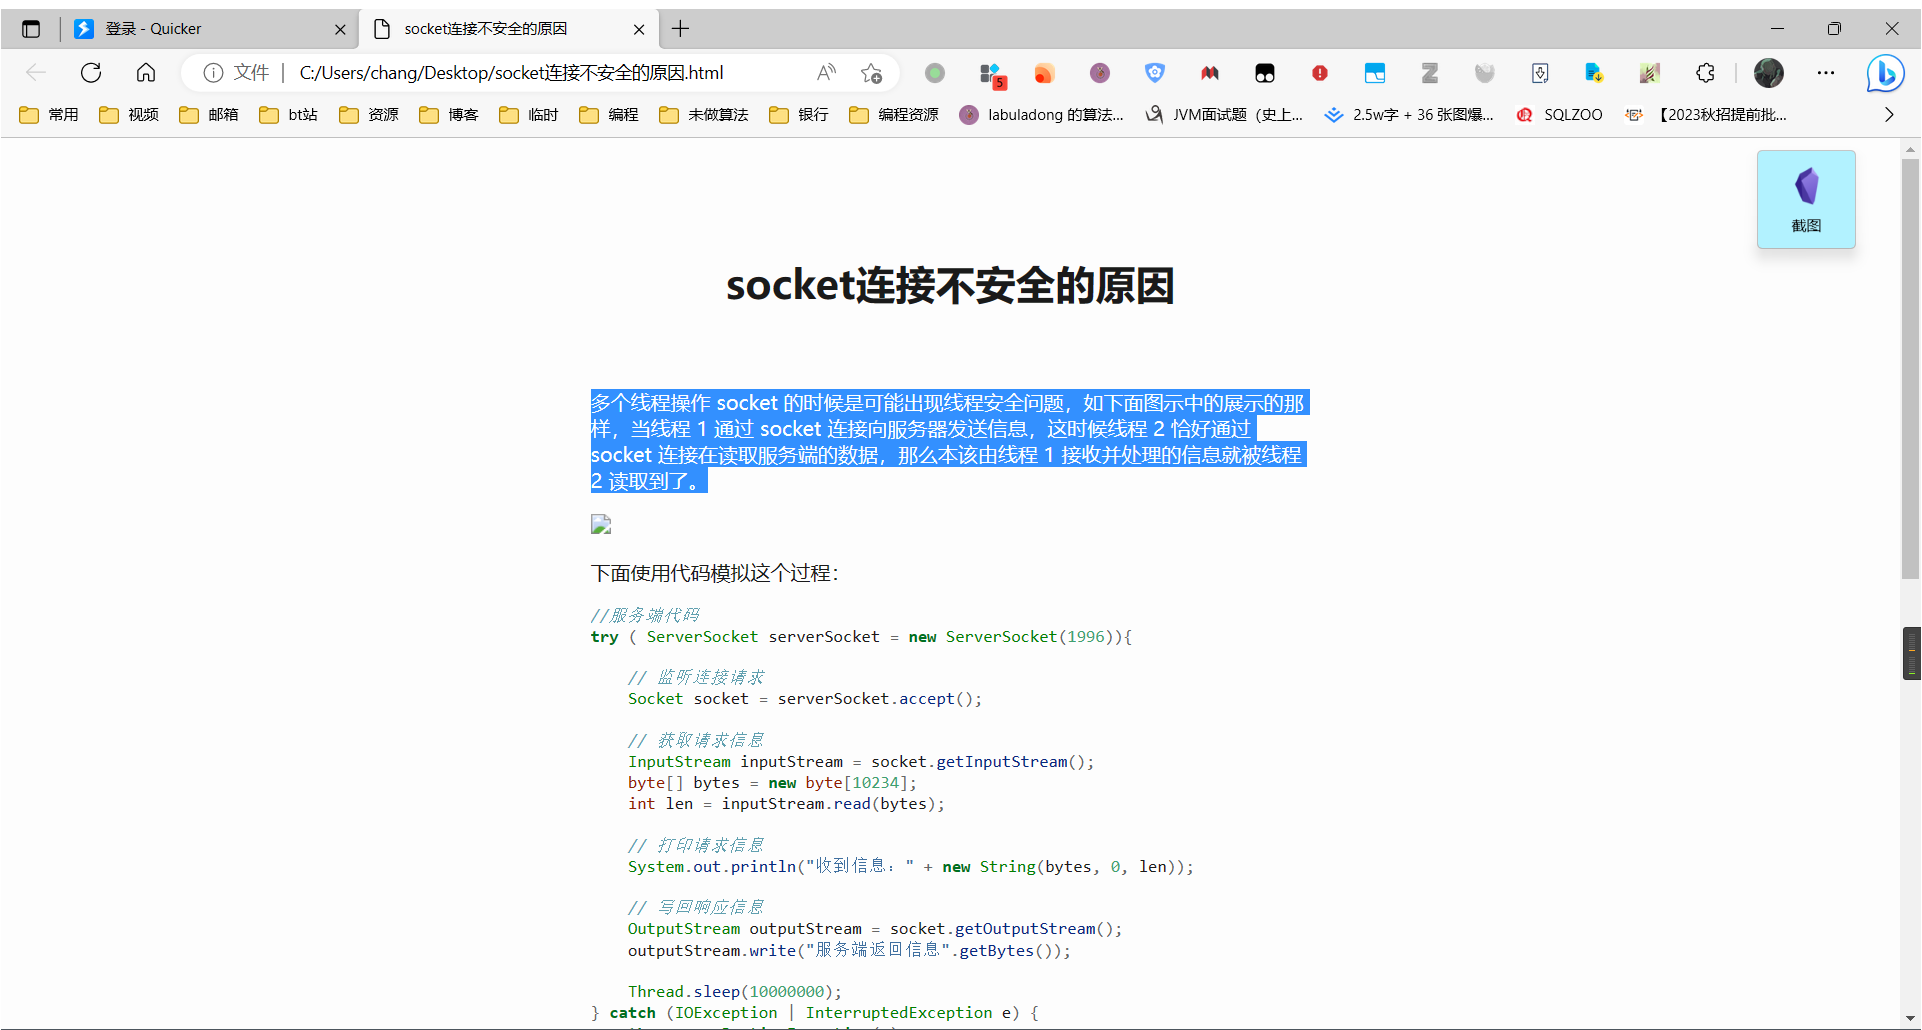 登录 - Quicker
socket连接不安全的原因
文件 C:/Users/chang/Desktop/socket连接不安全的原因.html
5
常用 视频 邮箱 bt站 资源 博客 临时 编程 未做算法 银行 编程资源 labuladong 的算法... JVM面试题（史上... 2.5w字 + 36 张图爆... SQLZOO 【2023秋招提前批...
截图
socket连接不安全的原因
多个线程操作 socket 的时候是可能出现线程安全问题，如下面图示中的展示的那
样，当线程 1 通过 socket 连接向服务器发送信息，这时候线程 2 恰好通过
socket 连接在读取服务端的数据，那么本该由线程 1 接收并处理的信息就被线程
2 读取到了。
下面使用代码模拟这个过程：
//服务端代码
try ( ServerSocket serverSocket = new ServerSocket(1996)){
// 监听连接请求
Socket socket = serverSocket.accept();
// 获取请求信息
InputStream inputStream = socket.getInputStream();
byte[] bytes = new byte[10234];
int len = inputStream.read(bytes);
// 打印请求信息
System.out.println("收到信息：" + new String(bytes, 0, len));
// 写回响应信息
OutputStream outputStream = socket.getOutputStream();
outputStream.write("服务端返回信息".getBytes());
Thread.sleep(10000000);
} catch (IOException | InterruptedException e) {